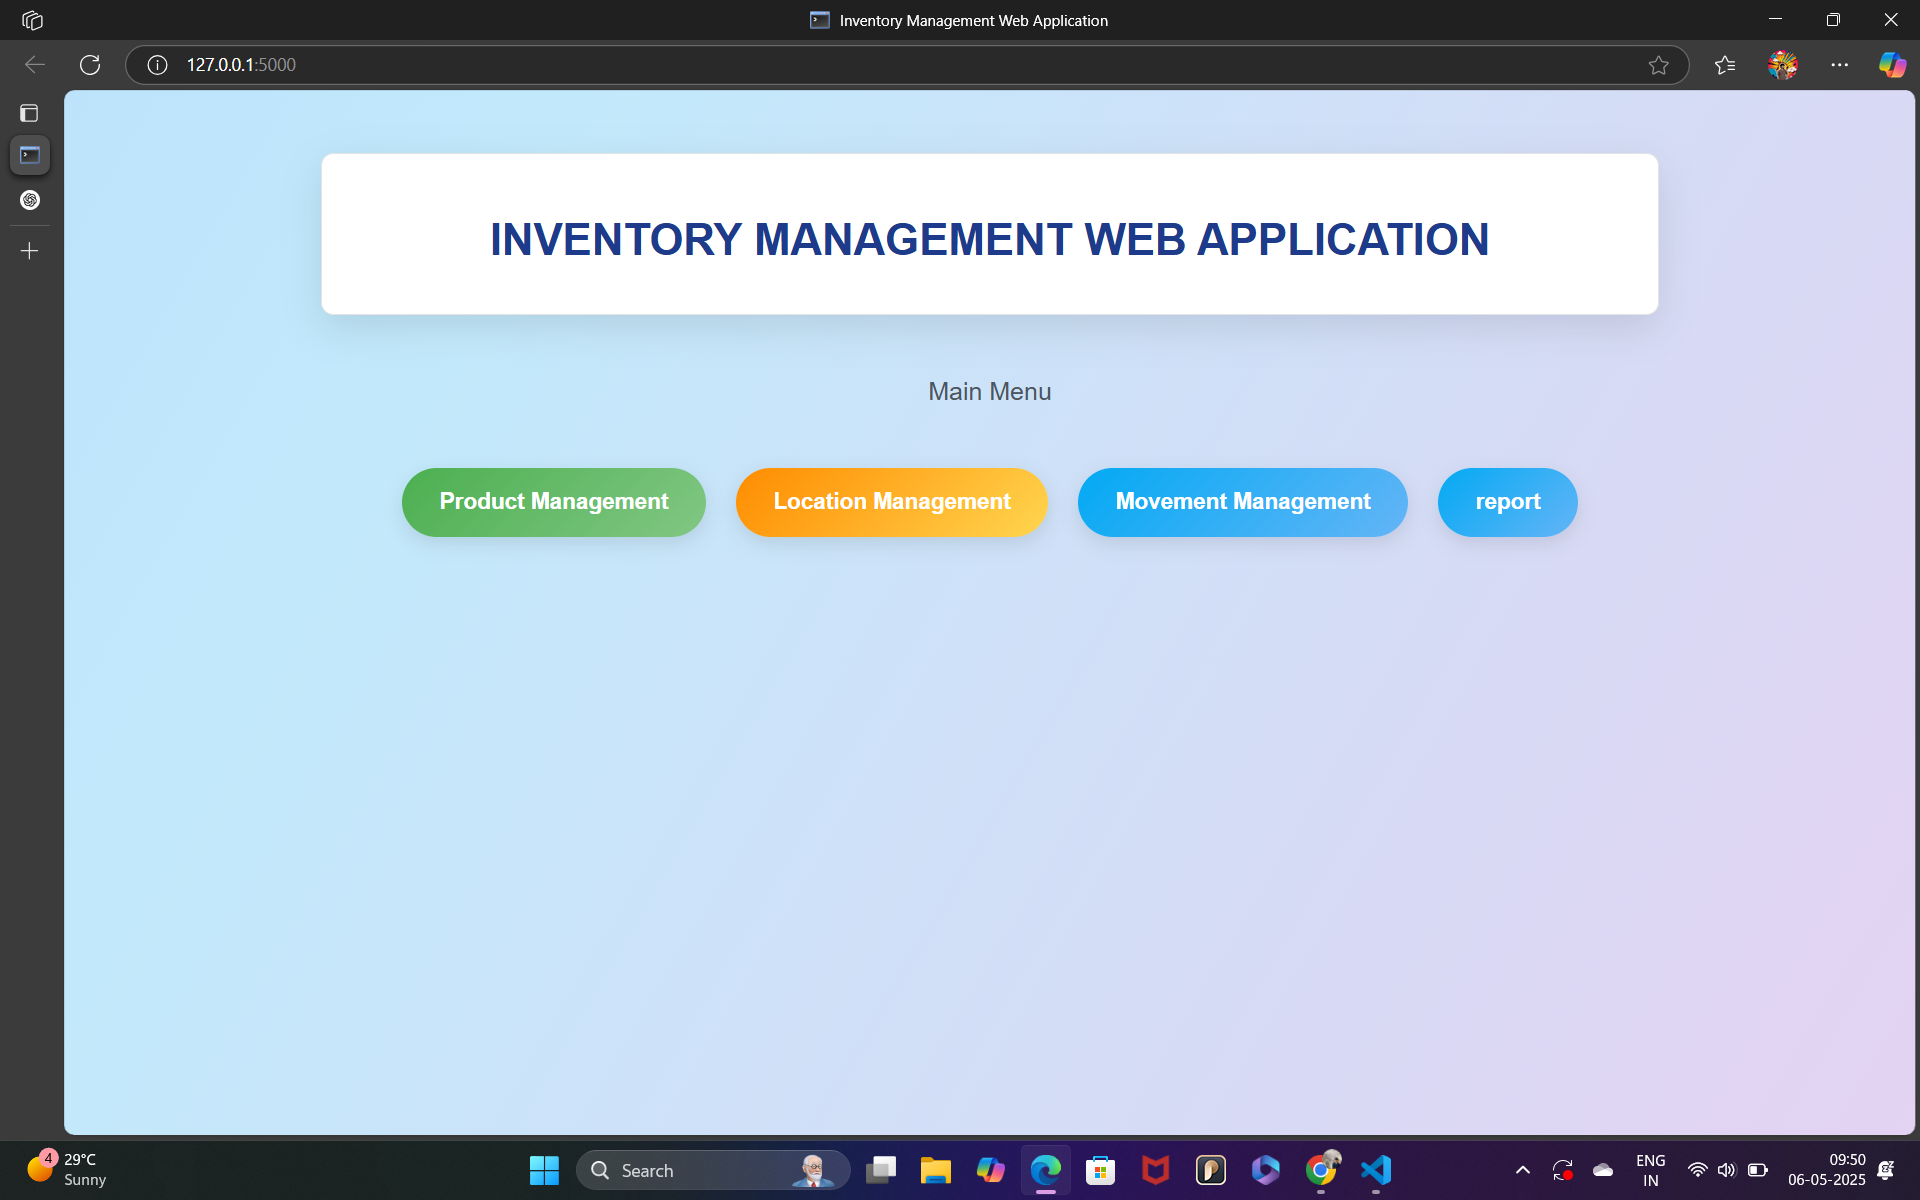 Inventory Management Web Application
127.0.0.1:5000
INVENTORY MANAGEMENT WEB APPLICATION
Main Menu
Product Management Location Management Movement Management report
4
29°C
Sunny
Search
ENG
IN
09:50
06-05-2025